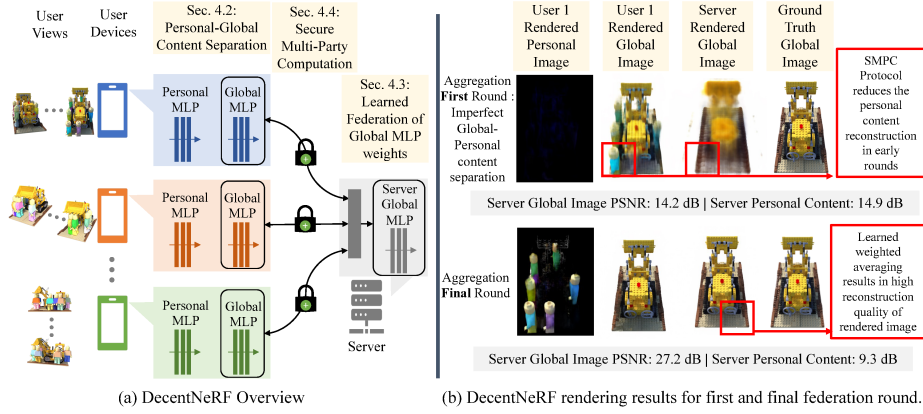 User
Views
User
Devices
Sec. 4.2:
Personal-Global
Content Separation
Sec. 4.4:
Secure
Multi-Party
Computation
Sec. 4.3:
Learned
Federation of
Global MLP
weights
Personal
MLP
Global
MLP
Personal
MLP
Global
MLP
Personal
MLP
Global
MLP
Server
Global
MLP
Server
(a) DecentNeRF Overview
User 1
Rendered
Personal
Image
User 1
Rendered
Global
Image
Server
Rendered
Global
Image
Ground
Truth
Global
Image
Aggregation
First Round :
Imperfect
Global-
Personal
content
separation
SMPC
Protocol
reduces the
personal
content
reconstruction
in early
rounds
Server Global Image PSNR: 14.2 dB | Server Personal Content: 14.9 dB
Aggregation
Final Round
Learned
weighted
averaging
results in high
reconstruction
quality of
rendered image
Server Global Image PSNR: 27.2 dB | Server Personal Content: 9.3 dB
(b) DecentNeRF rendering results for first and final federation round.